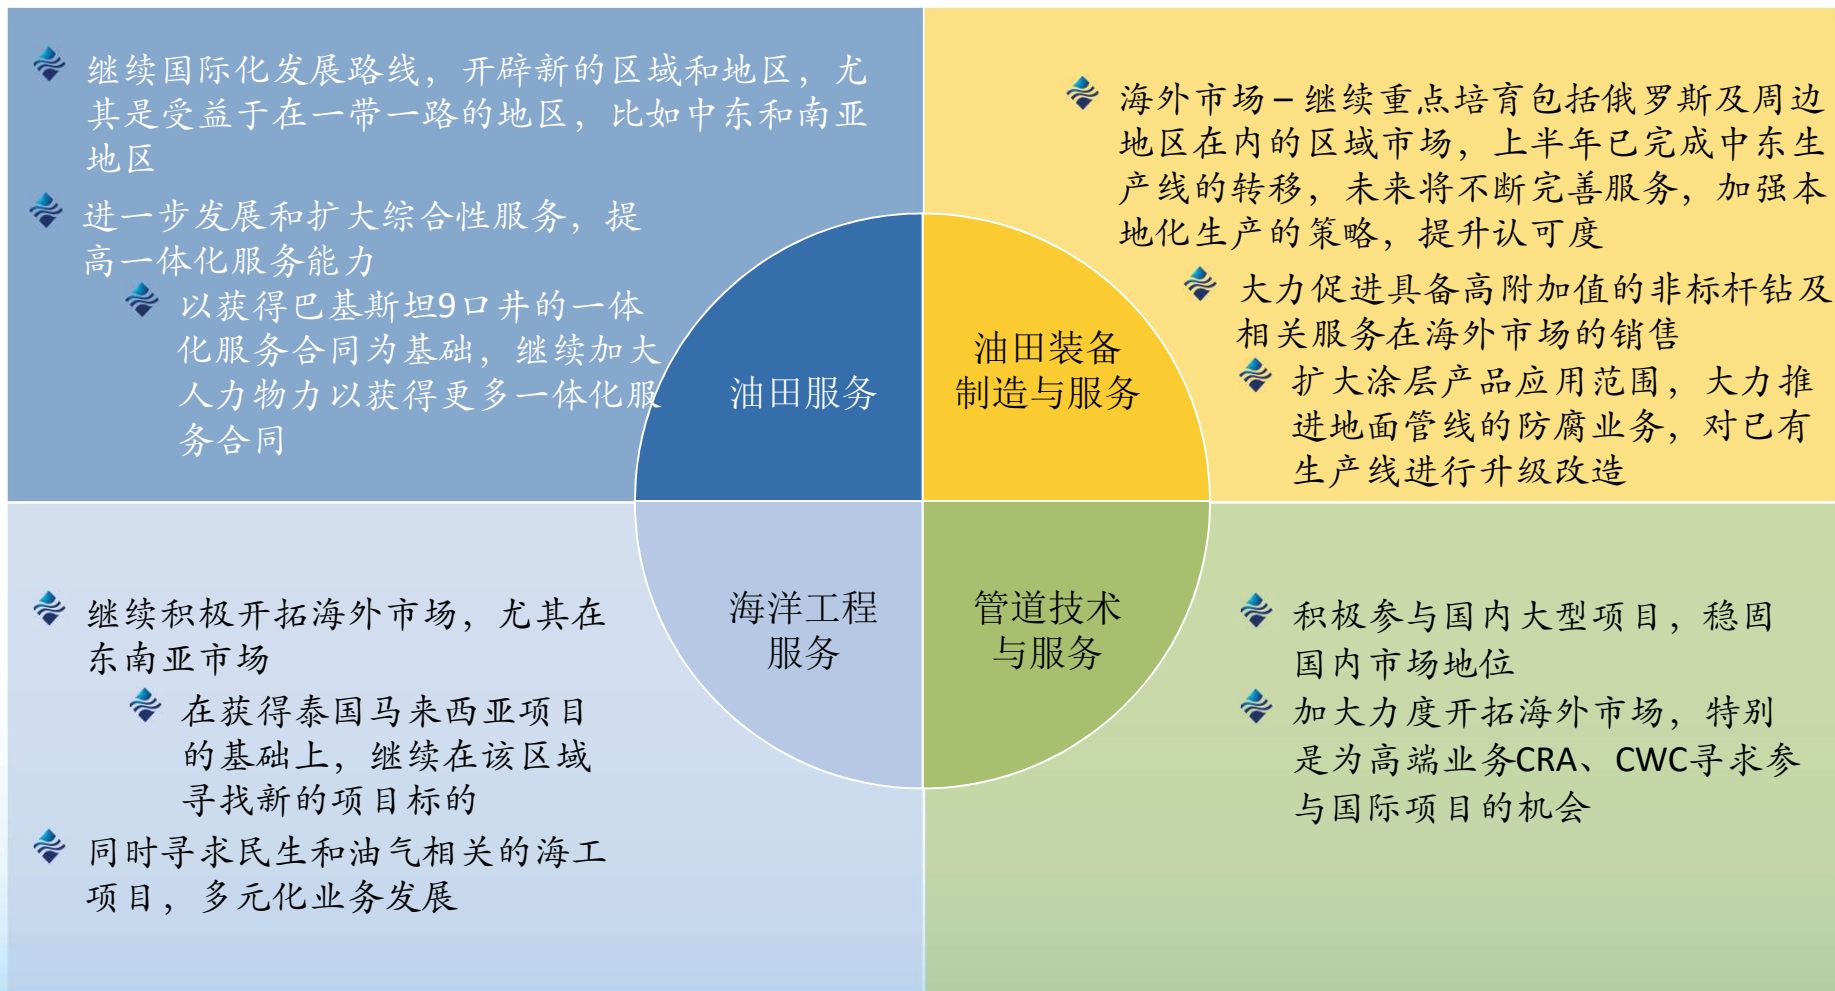 继续国际化发展路线，开辟新的区域和地区，尤
其是受益于在一带一路的地区，比如中东和南亚
地区
进一步发展和扩大综合性服务，提
高一体化服务能力
以获得巴基斯坦9口井的一体
化服务合同为基础，继续加大
人力物力以获得更多一体化服
务合同
油田服务
海外市场－继续重点培育包括俄罗斯及周边
地区在内的区域市场，上半年已完成中东生
产线的转移，未来将不断完善服务，加强本
地化生产的策略，提升认可度
大力促进具备高附加值的非标杆钻及
相关服务在海外市场的销售
扩大涂层产品应用范围，大力推
进地面管线的防腐业务，对已有
生产线进行升级改造
油田装备
制造与服务
继续积极开拓海外市场，尤其在
东南亚市场
在获得泰国马来西亚项目
的基础上，继续在该区域
寻找新的项目标的
同时寻求民生和油气相关的海工
项目，多元化业务发展
海洋工程
服务
管道技术
与服务
积极参与国内大型项目，稳固
国内市场地位
加大力度开拓海外市场，特别
是为高端业务CRA、CWC寻求参
与国际项目的机会